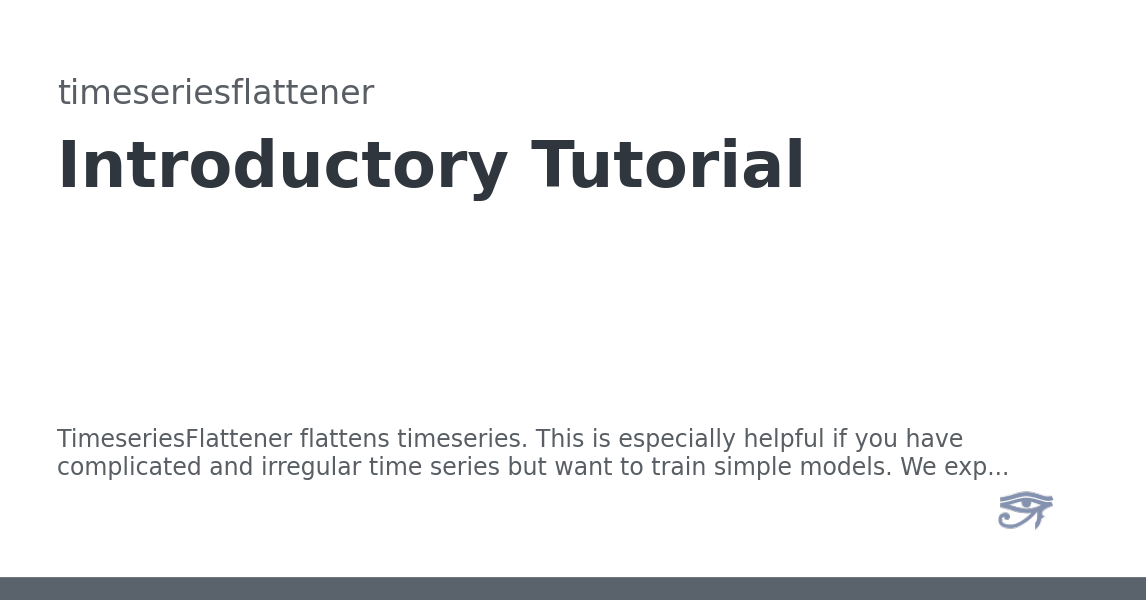 timeseriesflattener
Introductory Tutorial
TimeseriesFlattener flattens timeseries. This is especially helpful if you have
complicated and irregular time series but want to train simple models. We exp...